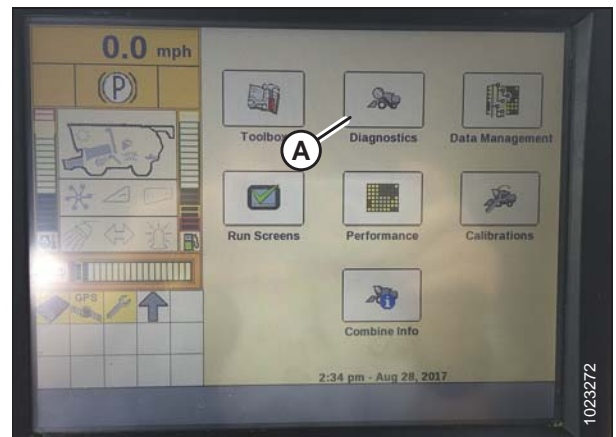 0.0 mph
(P)
Toolbox
A
Diagnostics
Data Management
Run Screens
Performance
Calibrations
GPS
Combine Info
2:34 pm - Aug 28, 2017
1023272